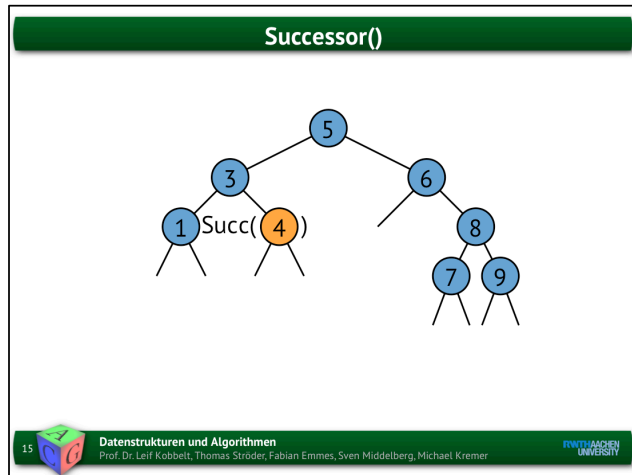 Successor()
5
3
6
1 Succ( 4 )
8
7
9
15
A
C
G
Datenstrukturen und Algorithmen
Prof. Dr. Leif Kobbelt, Thomas Ströder, Fabian Emmes, Sven Middelberg, Michael Kremer
RWTHAACHEN
UNIVERSITY